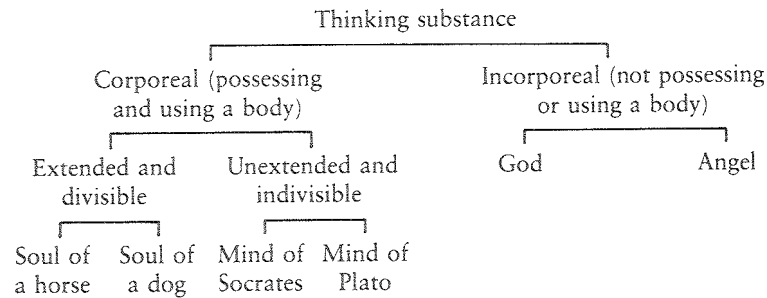 Thinking substance
Corporeal (possessing
and using a body)
Incorporeal (not possessing
or using a body)
Extended and
divisible
Unextended and
indivisible
God
Angel
Soul of
a horse
Soul of
a dog
Mind of
Socrates
Mind of
Plato